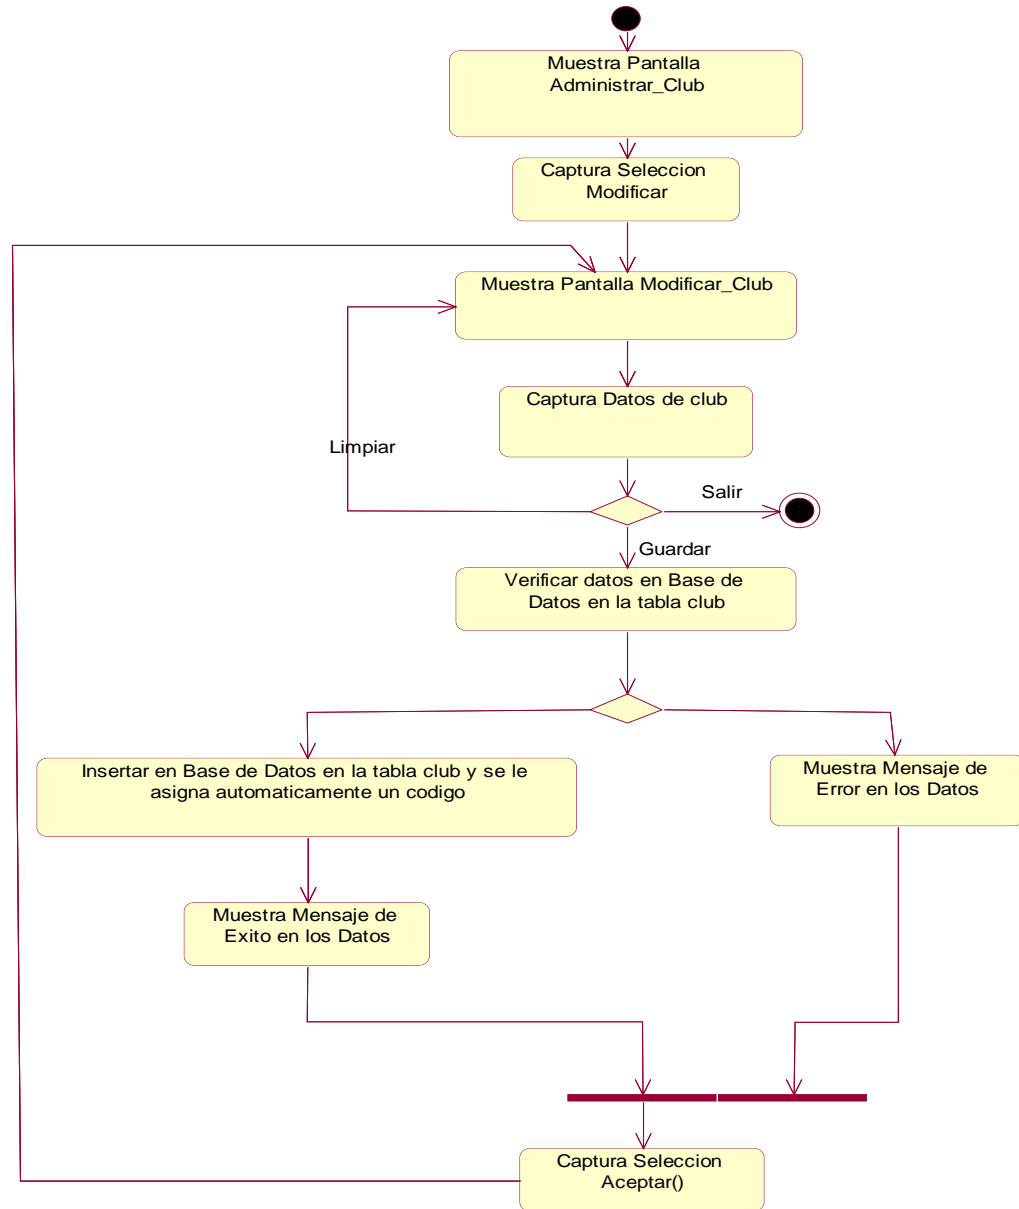 Muestra Pantalla
Administrar_Club
Captura Seleccion
Modificar
Muestra Pantalla Modificar_Club
Captura Datos de club
Limpiar
Salir
Guardar
Verificar datos en Base de
Datos en la tabla club
Insertar en Base de Datos en la tabla club y se le
asigna automaticamente un codigo
Muestra Mensaje de
Error en los Datos
Muestra Mensaje de
Exito en los Datos
Captura Seleccion
Aceptar()